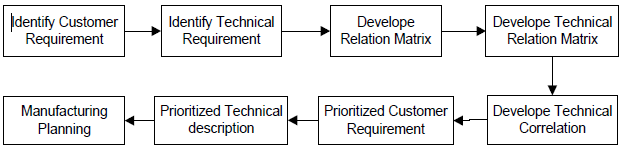 Identify Customer
Requirement
Identify Technical
Requirement
Develope
Relation Matrix
Develope Technical
Relation Matrix
Manufacturing
Planning
Prioritized Technical
description
Prioritized Customer
Requirement
Develope Technical
Correlation